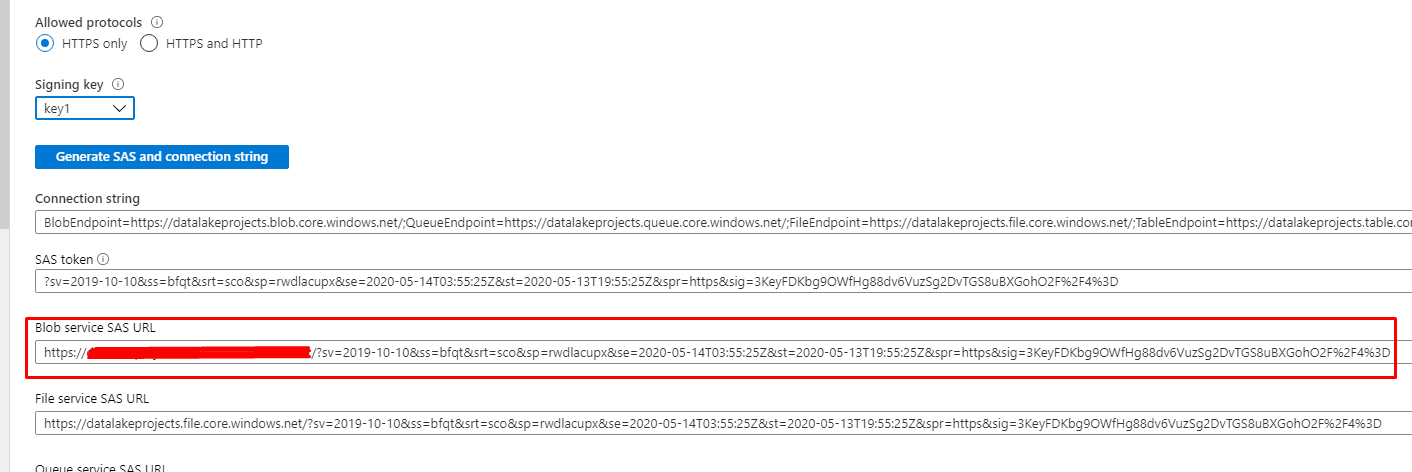 Allowed protocols
HTTPS only HTTPS and HTTP
Signing key
key1
Generate SAS and connection string
Connection string
BlobEndpoint=https://datalakeprojects.blob.core.windows.net/;QueueEndpoint=https://datalakeprojects.queue.core.windows.net/;FileEndpoint=https://datalakeprojects.file.core.windows.net/;TableEndpoint=https://datalakeprojects.table.co
SAS token
?sv=2019-10-10&ss=bfqt&srt=sco&sp=rwdlacupx&se=2020-05-14T03:55:25Z&st=2020-05-13T19:55:25Z&spr=https&sig=3KeyFDKbg9OWfHg88dv6VuzSg2DvTGS8uBXGohO2F%2F4%3D
Blob service SAS URL
https:// /?sv=2019-10-10&ss=bfqt&srt=sco&sp=rwdlacupx&se=2020-05-14T03:55:25Z&st=2020-05-13T19:55:25Z&spr=https&sig=3KeyFDKbg9OWfHg88dv6VuzSg2DvTGS8uBXGohO2F%2F4%3D
File service SAS URL
https://datalakeprojects.file.core.windows.net/?sv=2019-10-10&ss=bfqt&srt=sco&sp=rwdlacupx&se=2020-05-14T03:55:25Z&st=2020-05-13T19:55:25Z&spr=https&sig=3KeyFDKbg9OWfHg88dv6VuzSg2DvTGS8uBXGohO2F%2F4%3D
Queue service SAS URL